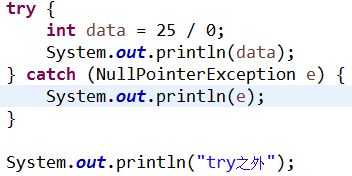 try {
    int data = 25 / 0;
    System.out.println(data);
} catch (NullPointerException e) {
    System.out.println(e);
}
System.out.println("try之外");